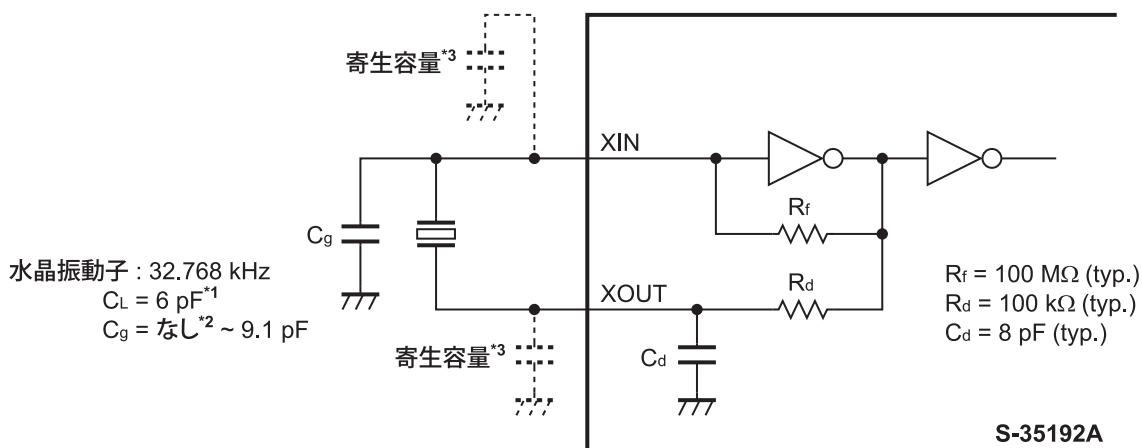 寄生容量*3
XIN
Rf
Cg
水晶振動子 : 32.768 kHz
CL = 6 pF*1
Cg = なし*2 ~ 9.1 pF
XOUT
Rd
Rf = 100 MΩ (typ.)
Rd = 100 kΩ (typ.)
Cd = 8 pF (typ.)
寄生容量*3
Cd
S-35192A